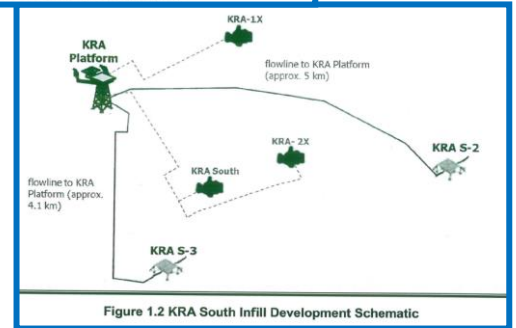 KRA-1X
KRA
Platform
flowline to KRA Platform
(approx. 5 km)
KRA- 2X
KRA S-2
KRA South
flowline to KRA
Platform (approx.
4.1 km)
KRA S-3
Figure 1.2 KRA South Infill Development Schematic